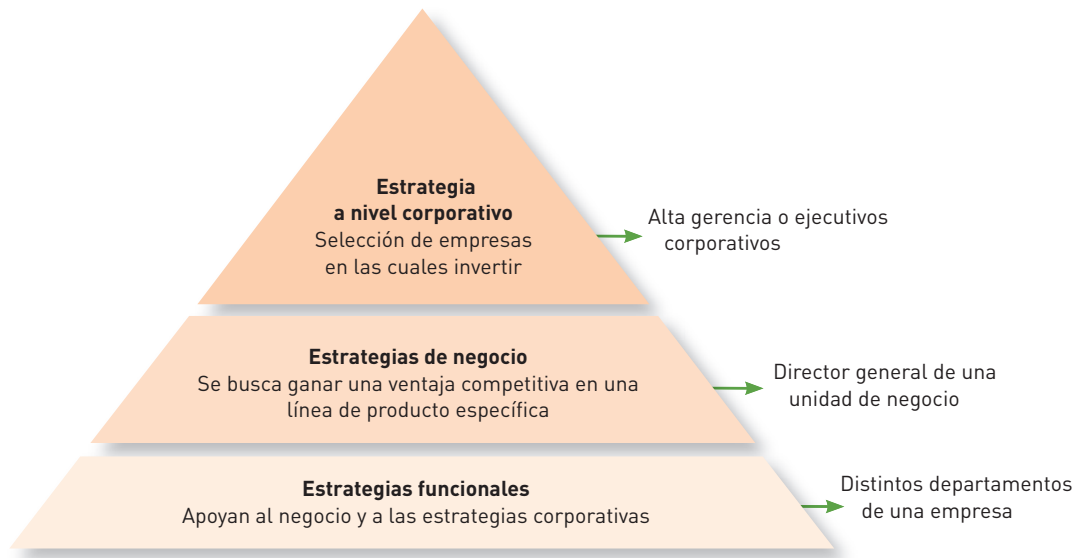 Estrategia
a nivel corporativo
Selección de empresas
en las cuales invertir
Alta gerencia o ejecutivos
corporativos
Estrategias de negocio
Se busca ganar una ventaja competitiva en una
línea de producto específica
Director general de una
unidad de negocio
Estrategias funcionales
Apoyan al negocio y a las estrategias corporativas
Distintos departamentos
de una empresa